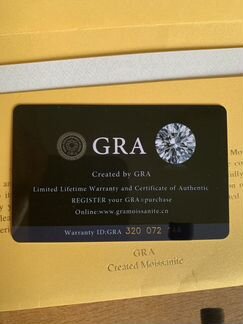 GRA
Created by GRA
Limited Lifetime Warranty and Certificate of Authentic
REGISTER your GRA purchase
Online:www.gramoissanite.cn
Warranty ID:GRA 320 072
GRA
Created Moissanite